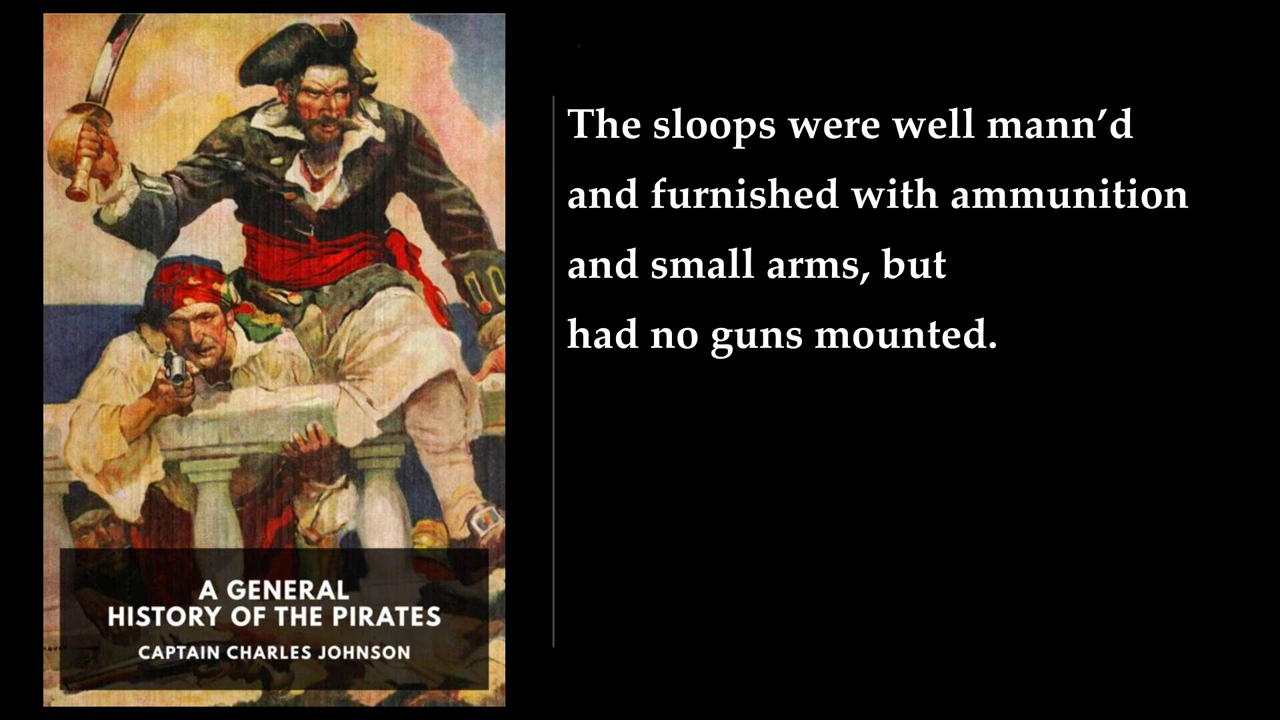 The sloops were well mann’d
and furnished with ammunition
and small arms, but
had no guns mounted.
A GENERAL
HISTORY OF THE PIRATES
CAPTAIN CHARLES JOHNSON